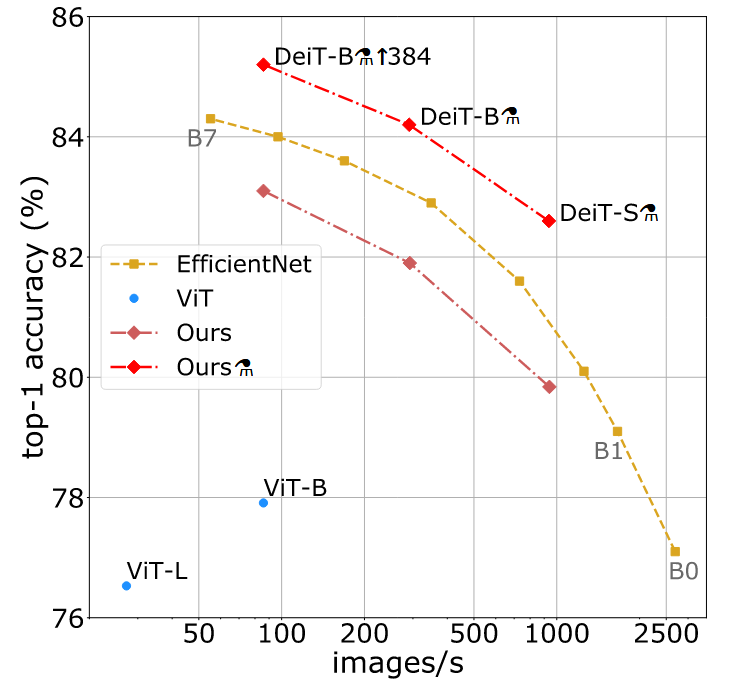 86
DeiT-B⚗↑384
DeiT-B⚗
84
B7
DeiT-S⚗
82
EfficientNet
ViT
Ours
Ours⚗
top-1 accuracy (%)
80
B1
78
ViT-B
ViT-L
B0
76
50 100 200 500 1000 2500
images/s